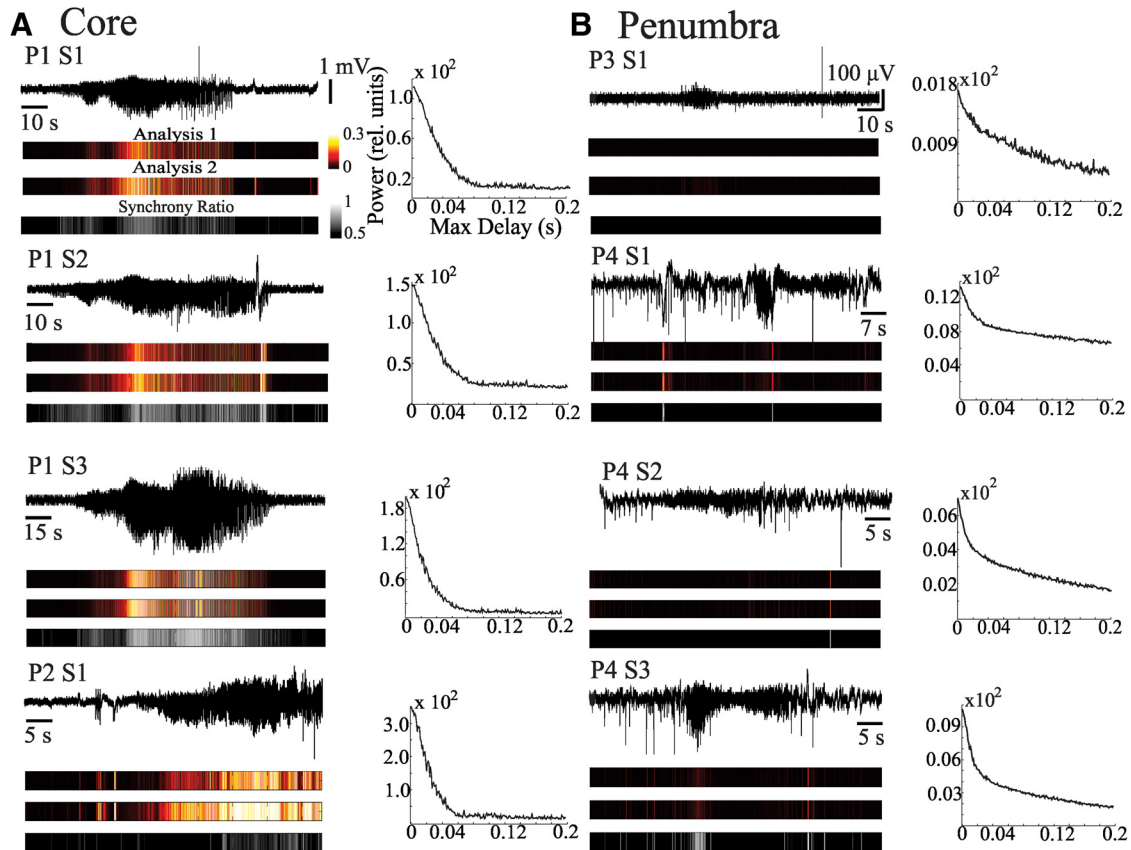 A Core
P1 S1
1 mV
10 s
Analysis 1
0.3
0
Analysis 2
Synchrony Ratio
1
0.5
x 10²
1.0
0.6
0.2
Power (rel. units)
0 0.04 0.12 0.2
Max Delay (s)
P1 S2
10 s
x 10²
1.5
1.0
0.5
0 0.04 0.12 0.2
P1 S3
15 s
x 10²
1.8
1.2
0.6
0 0.04 0.12 0.2
P2 S1
5 s
x 10²
3.0
2.0
1.0
0 0.04 0.12 0.2
B Penumbra
P3 S1
100 µV
10 s
x10²
0.018
0.009
0 0.04 0.12 0.2
P4 S1
7 s
x10²
0.12
0.08
0.04
0 0.04 0.12 0.2
P4 S2
5 s
x10²
0.06
0.04
0.02
0 0.04 0.12 0.2
P4 S3
5 s
x10²
0.09
0.06
0.03
0 0.04 0.12 0.2